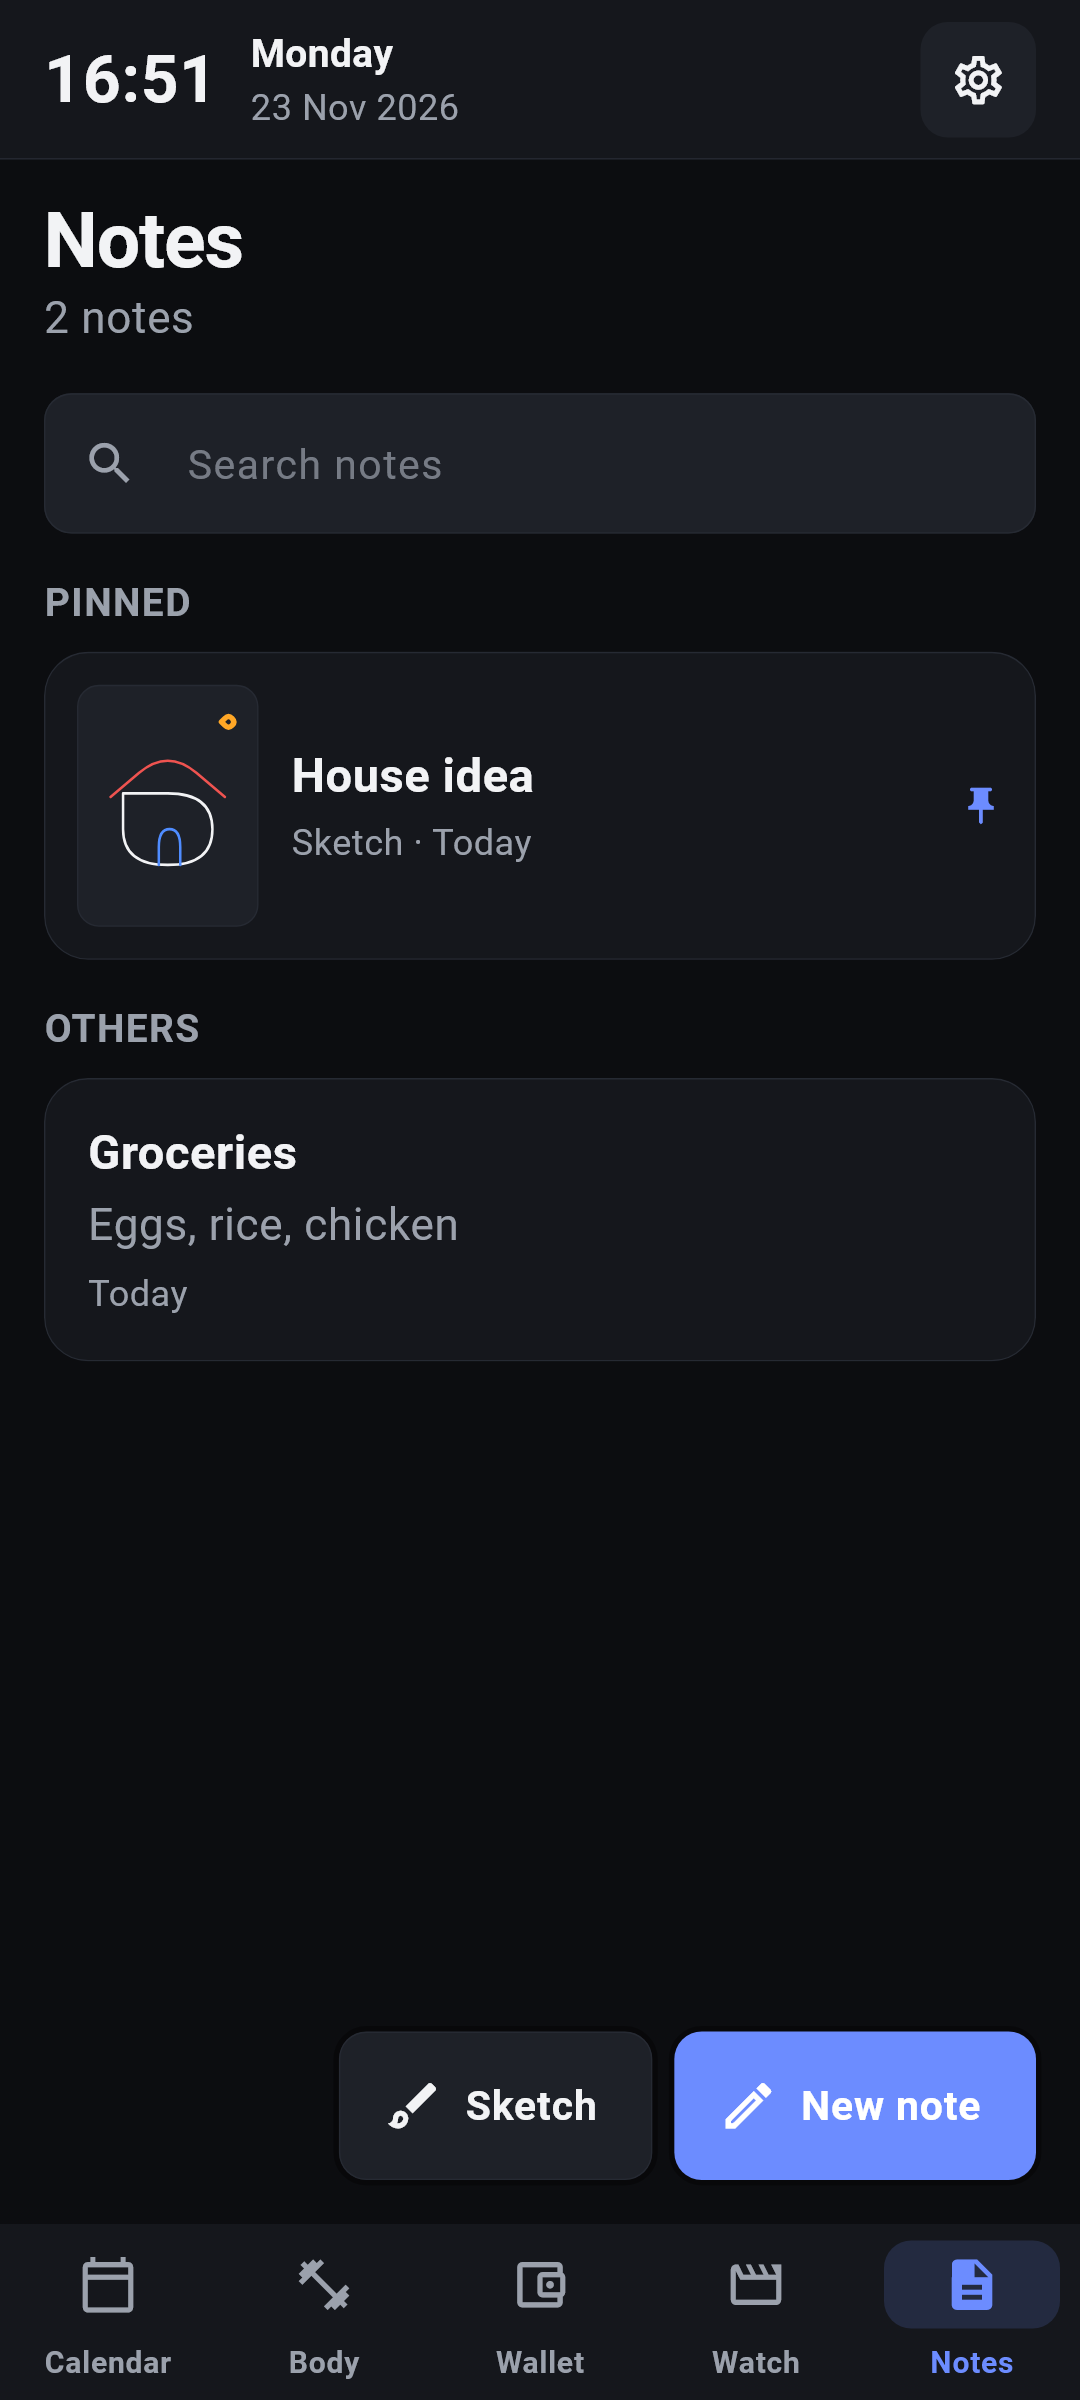 16:51
Monday
23 Nov 2026
Notes
2 notes
Search notes
PINNED
House idea
Sketch · Today
OTHERS
Groceries
Eggs, rice, chicken
Today
Sketch
New note
Calendar
Body
Wallet
Watch
Notes